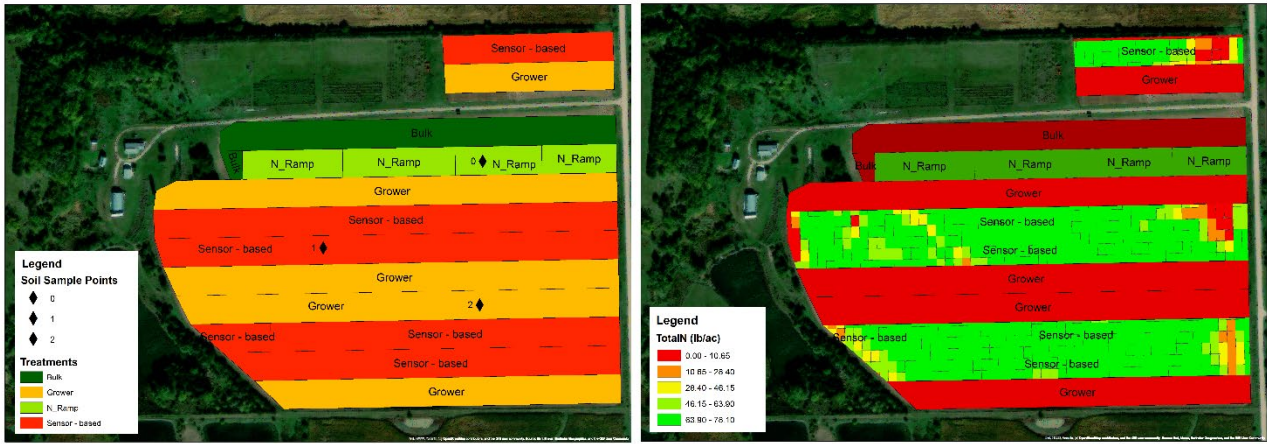 Sensor - based
Grower
Bulk
Bulk
N_Ramp
N_Ramp
0
N_Ramp
N_Ramp
Grower
Sensor - based
Sensor - based
1
Grower
Grower
2
Sensor - based
Sensor - based
Grower
Legend
Soil Sample Points
0
1
2
Treatments
Bulk
Grower
N_Ramp
Sensor - based
Sensor - based
Grower
Bulk
Bulk
N_Ramp
N_Ramp
N_Ramp
N_Ramp
Grower
Sensor - based
Sensor - based
Grower
Grower
Sensor - based
Sensor - based
Sensor - based
Grower
Legend
TotalN (lb/ac)
0.00 - 10.65
10.65 - 28.40
28.40 - 46.15
46.15 - 63.90
63.90 - 78.10